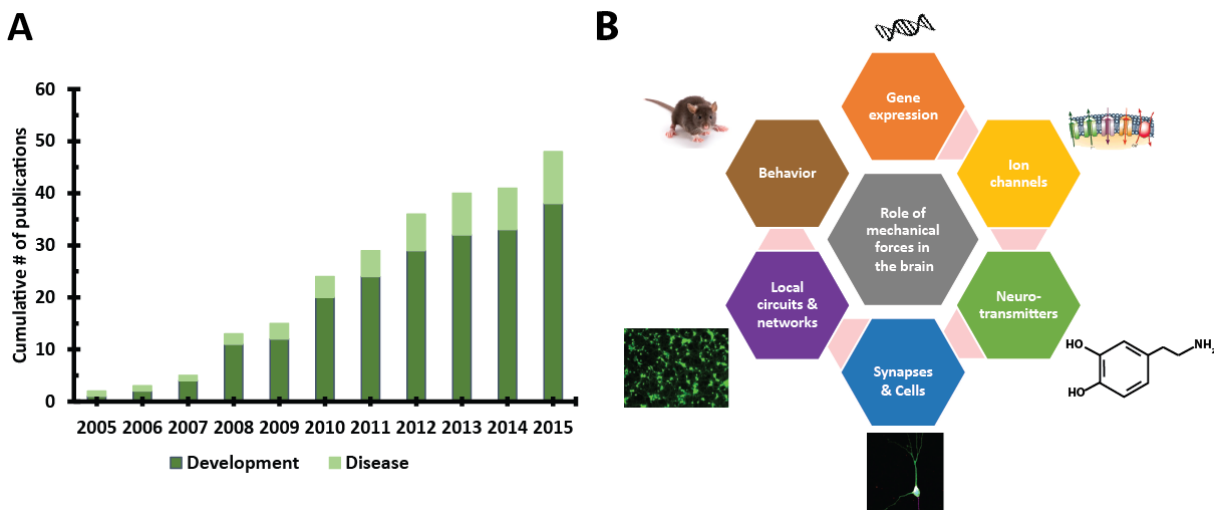 A
Cumulative # of publications
60
50
40
30
20
10
0
2005 2006 2007 2008 2009 2010 2011 2012 2013 2014 2015
Development Disease
B
Gene
expression
Behavior
Ion
channels
Role of
mechanical
forces in
the brain
Local
circuits &
networks
Neuro-
transmitters
Synapses
& Cells
HO
HO
NH₂